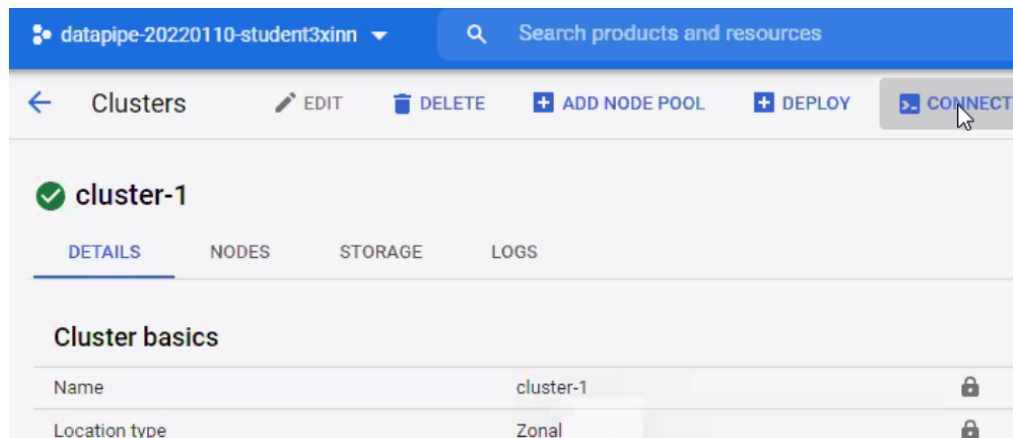 datapipe-20220110-student3xinn Search products and resources
Clusters EDIT DELETE ADD NODE POOL DEPLOY CONNECT
cluster-1
DETAILS NODES STORAGE LOGS
Cluster basics
Name cluster-1
Location type Zonal